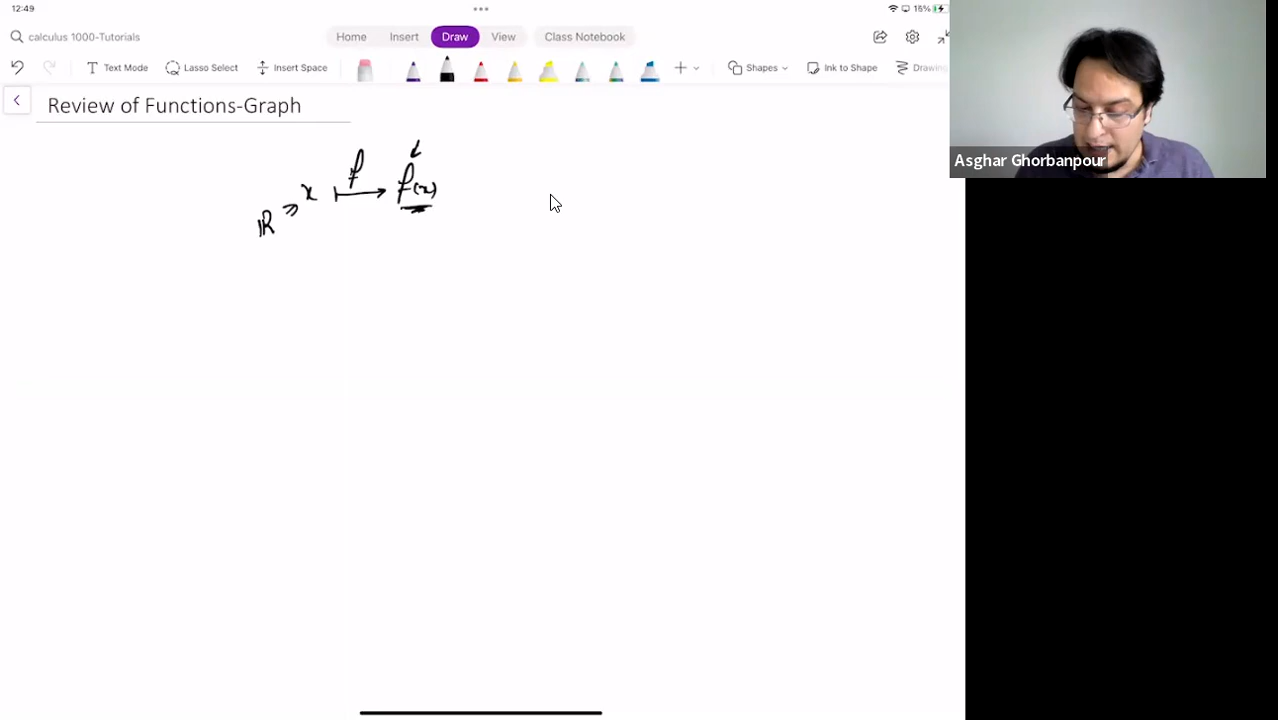 12:49
15%
calculus 1000-Tutorials
Home Insert Draw View Class Notebook
Text Mode Lasso Select Insert Space Shapes Ink to Shape Drawing
Review of Functions-Graph
f
ℝ ∋ x ↦ f(x)
Asghar Ghorbanpour